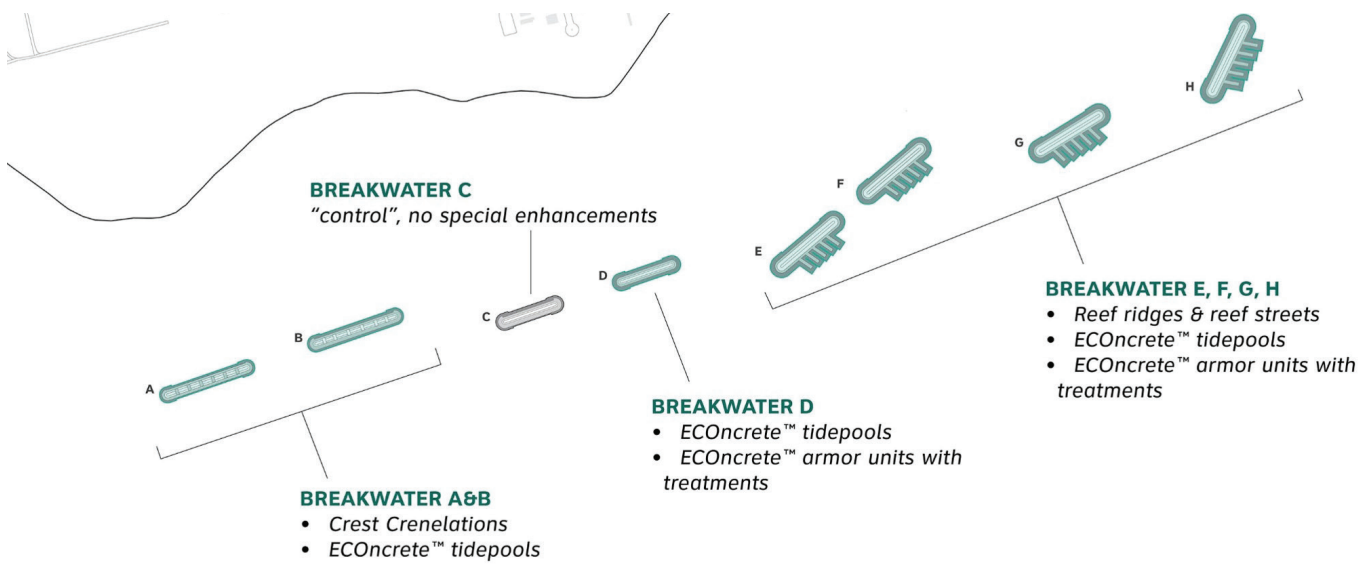 H
G
BREAKWATER C
"control", no special enhancements
F
E
D
BREAKWATER E, F, G, H
• Reef ridges & reef streets
• ECOncrete™ tidepools
• ECOncrete™ armor units with
treatments
C
B
A
BREAKWATER D
• ECOncrete™ tidepools
• ECOncrete™ armor units with
treatments
BREAKWATER A&B
• Crest Crenelations
• ECOncrete™ tidepools